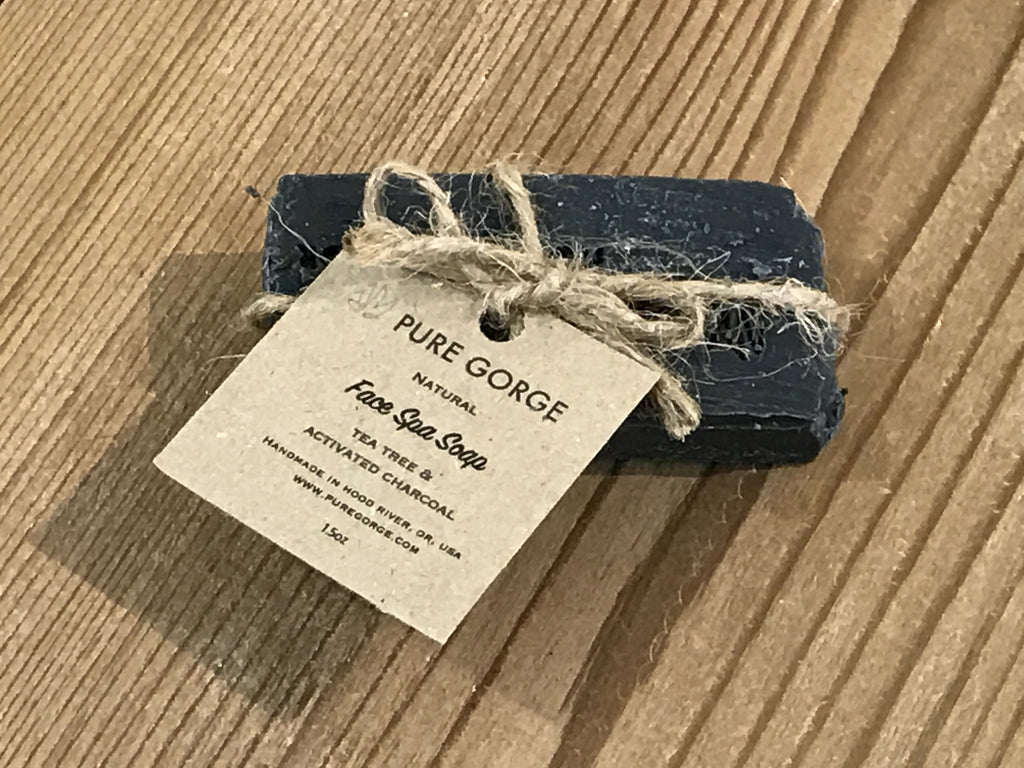 PURE GORGE
NATURAL
Face Spa Soap
TEA TREE &
ACTIVATED CHARCOAL
HANDMADE IN HOOD RIVER, OR, USA
WWW.PUREGORGE.COM
1.5oz